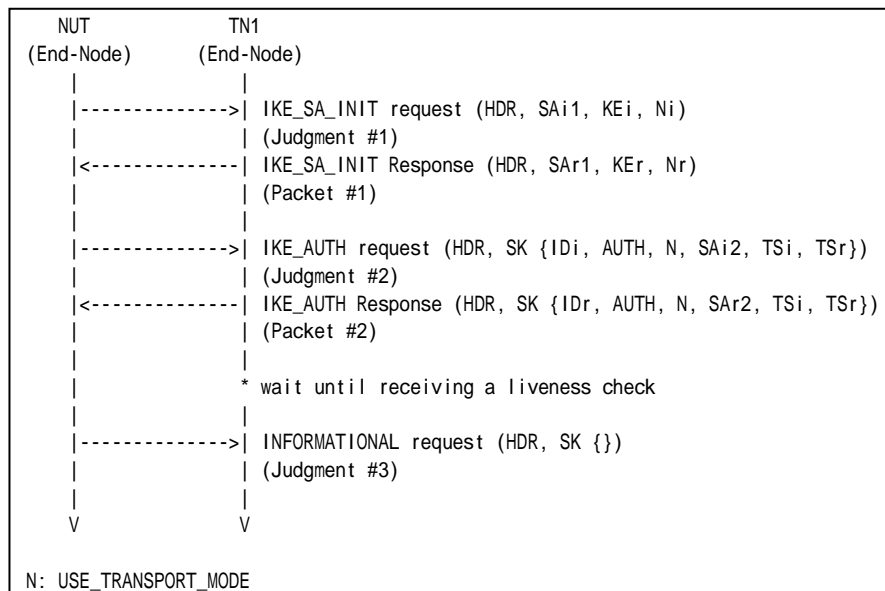 NUT TN1
(End-Node) (End-Node)
| |
|-------------->| IKE_SA_INIT request (HDR, SAi1, KEi, Ni)
| | (Judgment #1)
|<--------------| IKE_SA_INIT Response (HDR, SAr1, KEr, Nr)
| | (Packet #1)
| |
|-------------->| IKE_AUTH request (HDR, SK {IDi, AUTH, N, SAi2, TSi, TSr})
| | (Judgment #2)
|<--------------| IKE_AUTH Response (HDR, SK {IDr, AUTH, N, SAr2, TSi, TSr})
| | (Packet #2)
| |
| * wait until receiving a liveness check
| |
|-------------->| INFORMATIONAL request (HDR, SK {})
| | (Judgment #3)
| |
V V
N: USE_TRANSPORT_MODE